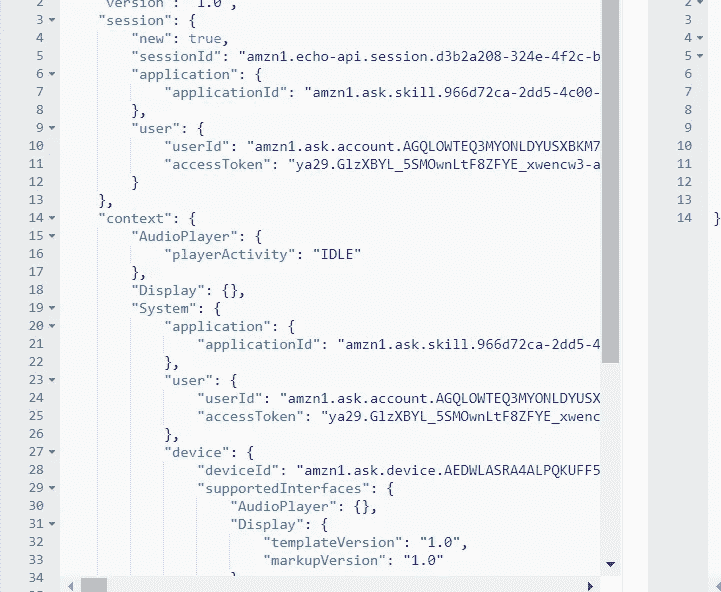 2 "version": "1.0",
3 "session": {
4 "new": true,
5 "sessionId": "amzn1.echo-api.session.d3b2a208-324e-4f2c-b
6 "application": {
7 "applicationId": "amzn1.ask.skill.966d72ca-2dd5-4c00-
8 },
9 "user": {
10 "userId": "amzn1.ask.account.AGQLOWTEQ3MYONLDYUSXBKM7
11 "accessToken": "ya29.GlzXBYL_5SMOwnLtF8ZFYE_xwencw3-a
12 }
13 },
14 "context": {
15 "AudioPlayer": {
16 "playerActivity": "IDLE"
17 },
18 "Display": {},
19 "System": {
20 "application": {
21 "applicationId": "amzn1.ask.skill.966d72ca-2dd5-4
22 },
23 "user": {
24 "userId": "amzn1.ask.account.AGQLOWTEQ3MYONLDYUSX
25 "accessToken": "ya29.GlzXBYL_5SMOwnLtF8ZFYE_xwenc
26 },
27 "device": {
28 "deviceId": "amzn1.ask.device.AEDWLASRA4ALPQKUFF5
29 "supportedInterfaces": {
30 "AudioPlayer": {},
31 "Display": {
32 "templateVersion": "1.0",
33 "markupVersion": "1.0"
34 }
2
3
4
5
6
7
8
9
10
11
12
13
14 }